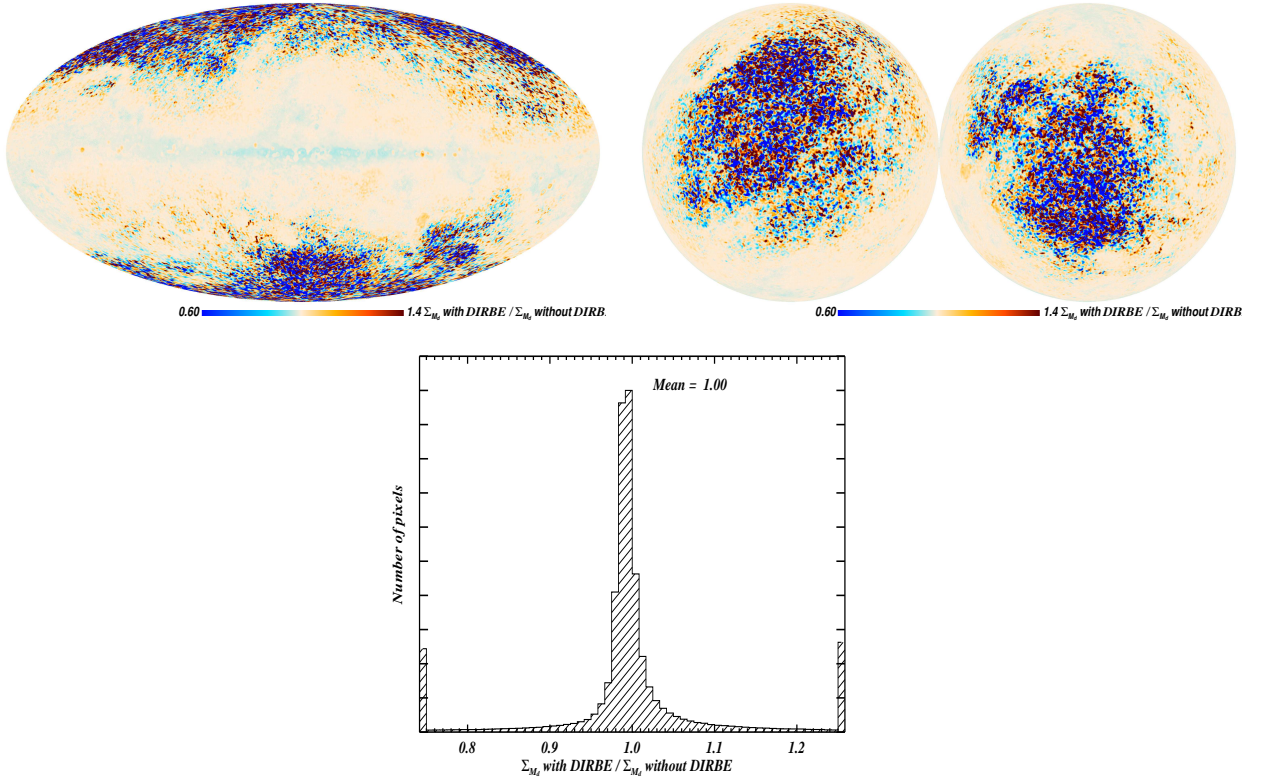 0.60 1.4 Σ_{M_d} with DIRBE / Σ_{M_d} without DIRB
0.60 1.4 Σ_{M_d} with DIRBE / Σ_{M_d} without DIRB
Mean = 1.00
Number of pixels
0.8 0.9 1.0 1.1 1.2
Σ_{M_d} with DIRBE / Σ_{M_d} without DIRBE